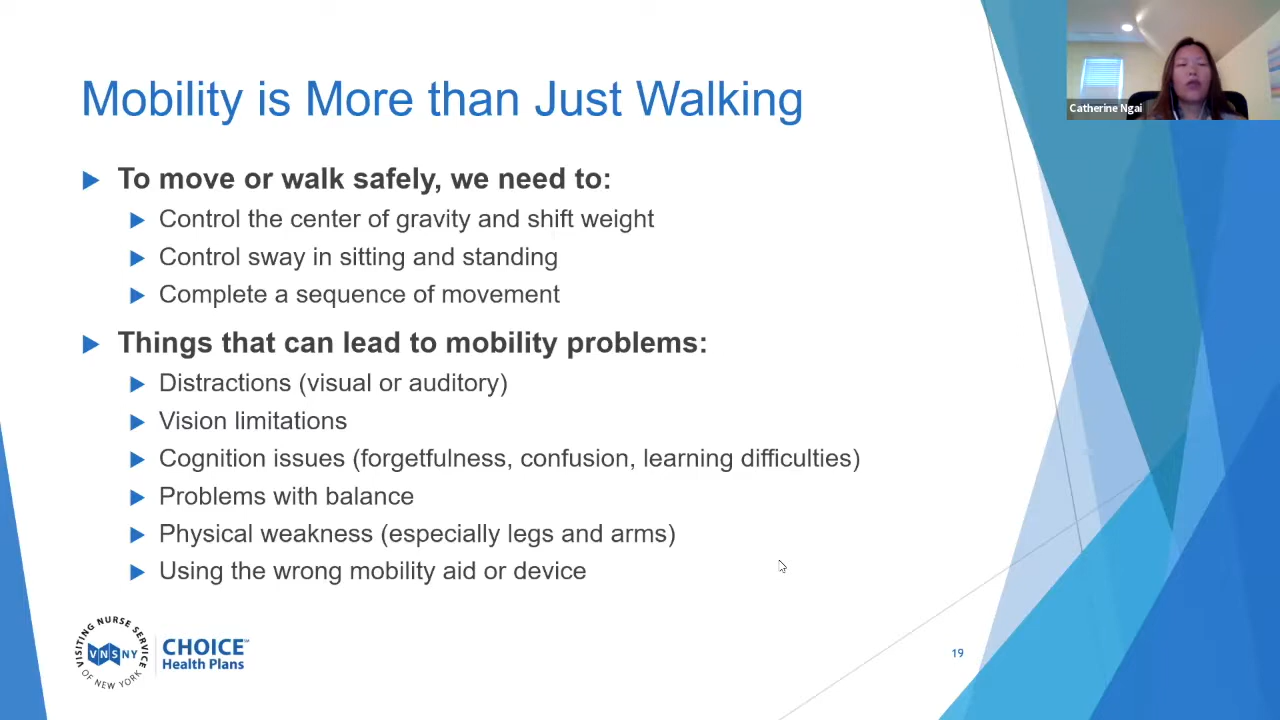 Mobility is More than Just Walking
To move or walk safely, we need to:
Control the center of gravity and shift weight
Control sway in sitting and standing
Complete a sequence of movement
Things that can lead to mobility problems:
Distractions (visual or auditory)
Vision limitations
Cognition issues (forgetfulness, confusion, learning difficulties)
Problems with balance
Physical weakness (especially legs and arms)
Using the wrong mobility aid or device
VISITING NURSE SERVICE
OF NEW YORK
VNSNY
CHOICE™
Health Plans
19
Catherine Ngai